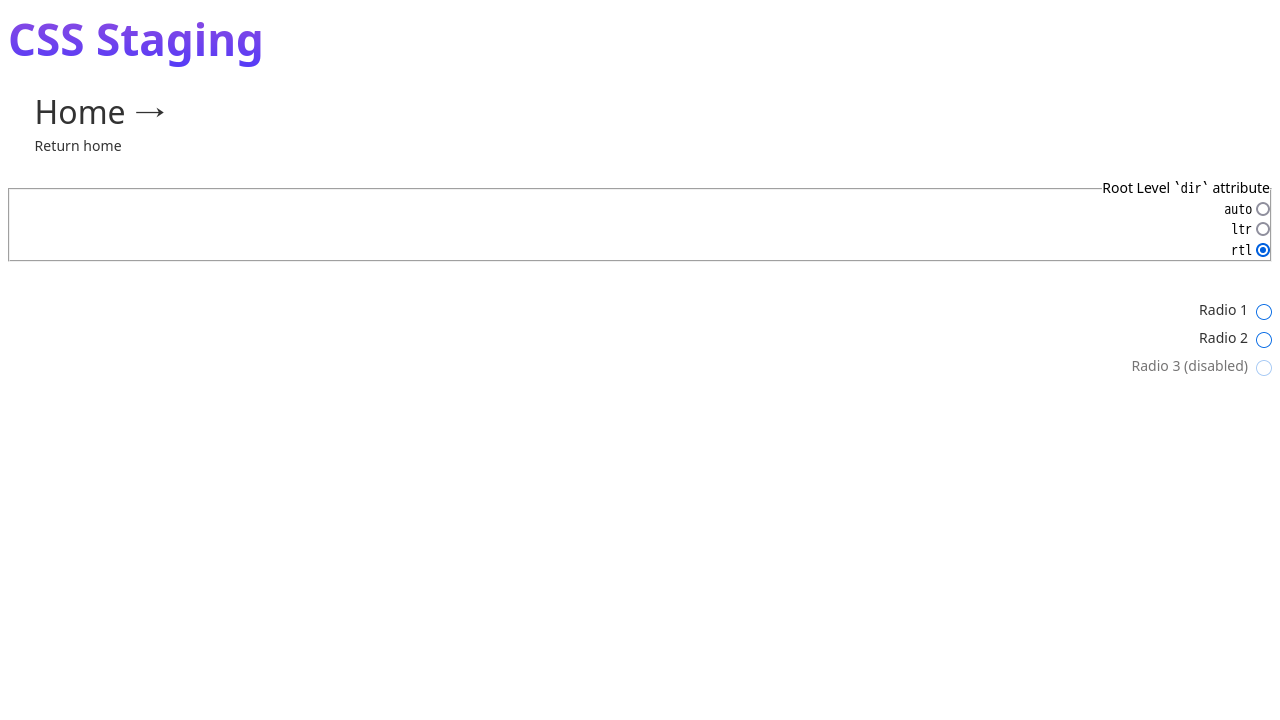 CSS Staging
Home →
Return home
Root Level `dir` attribute
auto
ltr
rtl
Radio 1
Radio 2
Radio 3 (disabled)